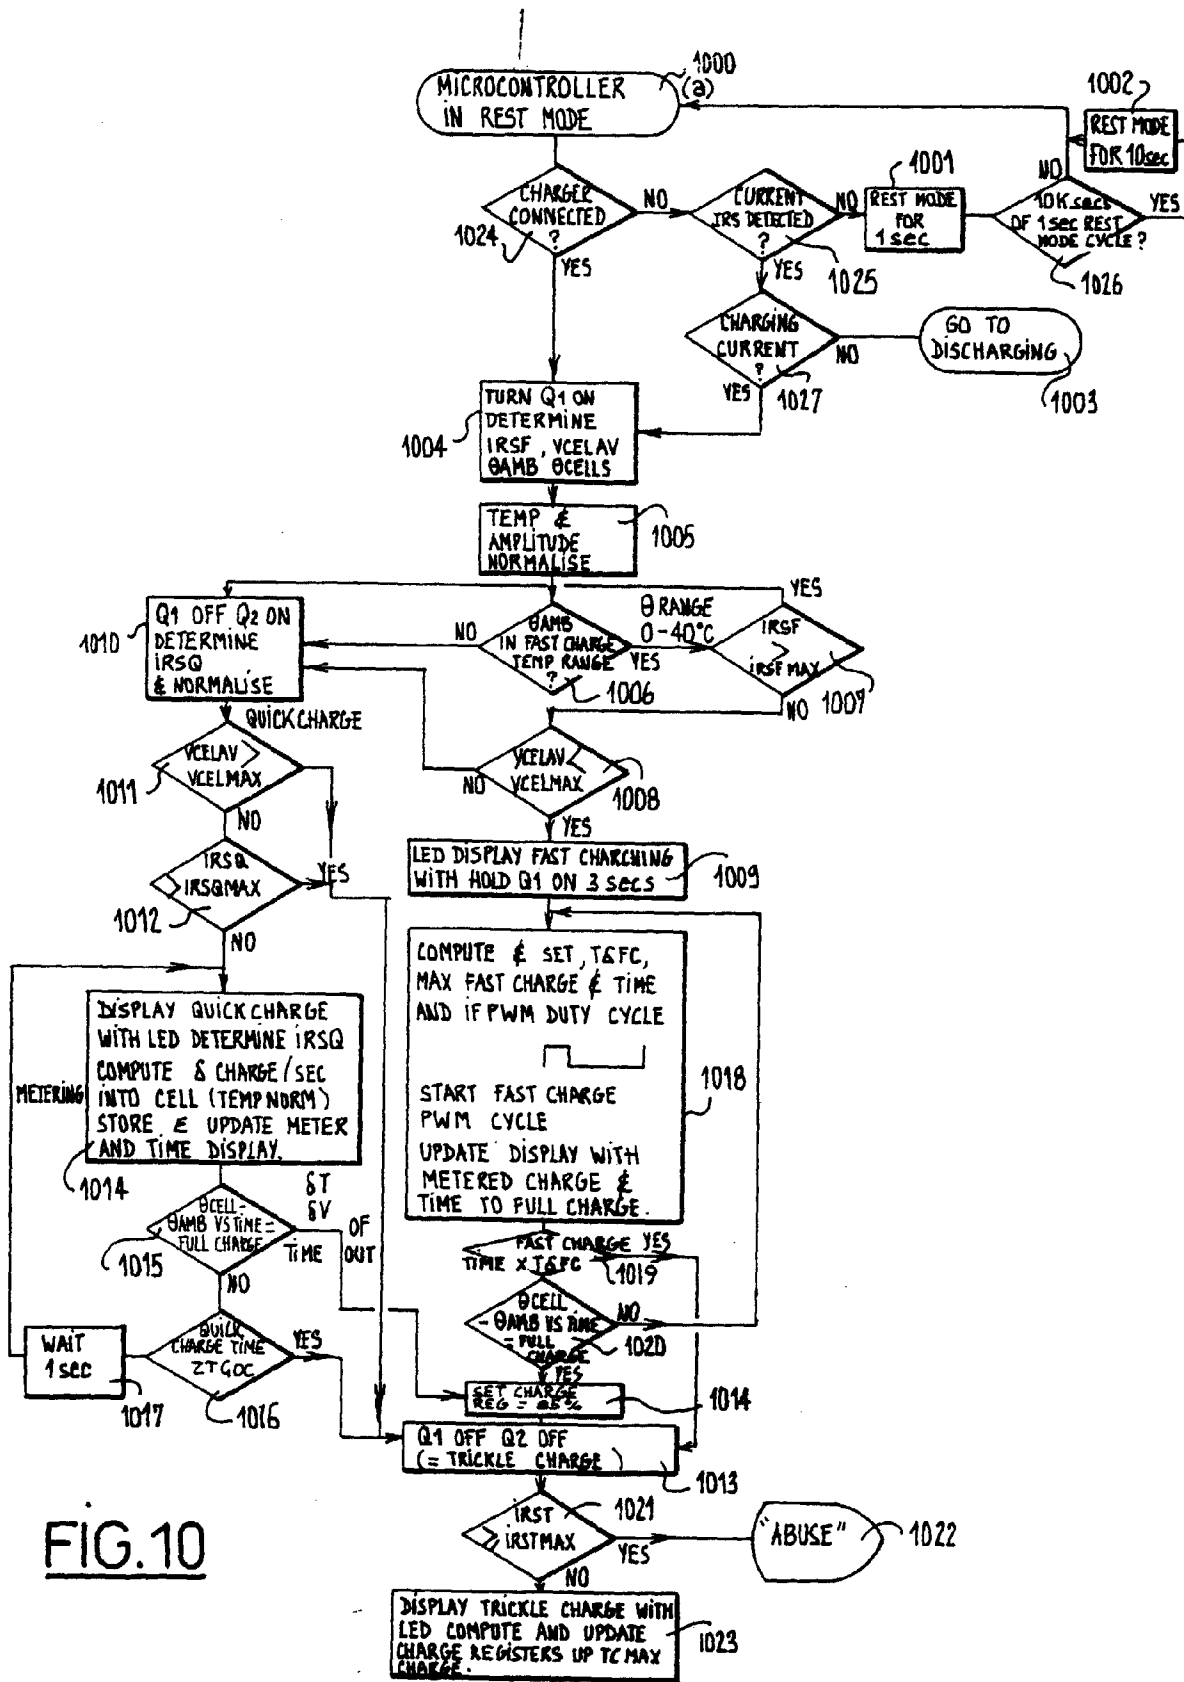 1000
(a)
MICROCONTROLLER
IN REST MODE
1002
REST MODE
FOR 10sec
CHARGER
CONNECTED
?
1024
NO
YES
CURRENT
IRS DETECTED
?
1025
NO
YES
1001
REST MODE
FOR
1 sec
NO
10K secs
OF 1 sec REST
MODE CYCLE ?
1026
YES
CHARGING
CURRENT
?
1027
NO
YES
GO TO
DISCHARGING
1003
TURN Q1 ON
DETERMINE
IRSF, VCELAV
θAMB θCELLS
1004
TEMP &
AMPLITUDE
NORMALISE
1005
Q1 OFF Q2 ON
DETERMINE
IRSQ
& NORMALISE
1010
NO
θAMB
IN FAST CHARGE
TEMP RANGE
?
1006
θ RANGE
0-40°C
YES
YES
IRSF
>
IRSF MAX
1007
NO
QUICKCHARGE
VCELAV >
VCELMAX
1011
NO
VCELAV <
VCELMAX
1008
NO
YES
IRSQ
> IRSQMAX
1012
YES
NO
LED DISPLAY FAST CHARCHING
WITH HOLD Q1 ON 3 SECS
1009
COMPUTE & SET, T&FC,
MAX FAST CHARGE & TIME
AND IF PWM DUTY CYCLE
START FAST CHARGE
PWM CYCLE
UPDATE DISPLAY WITH
METERED CHARGE &
TIME TO FULL CHARGE.
1018
METERING
DISPLAY QUICKCHARGE
WITH LED DETERMINE IRSQ
COMPUTE δ CHARGE/SEC
INTO CELL (TEMP NORM)
STORE & UPDATE METER
AND TIME DISPLAY.
1014
θCELL-
θAMB VS TIME =
FULL CHARGE
1015
δT
δV
TIME
OF
OUT
NO
FAST CHARGE
TIME X T&FC
YES
1019
θCELL
- θAMB VS TIME
= FULL
CHARGE
1020
NO
YES
WAIT
1 sec
1017
QUICK
CHARGE TIME
1016
YES
SET CHARGE
REG = 85%
1014
Q1 OFF Q2 OFF
(= TRICKLE CHARGE )
1013
IRST
≥ IRSTMAX
1021
YES
NO
"ABUSE"
1022
DISPLAY TRICKLE CHARGE WITH
LED COMPUTE AND UPDATE
CHARGE REGISTERS UP TC MAX
CHARGE.
1023
FIG.10